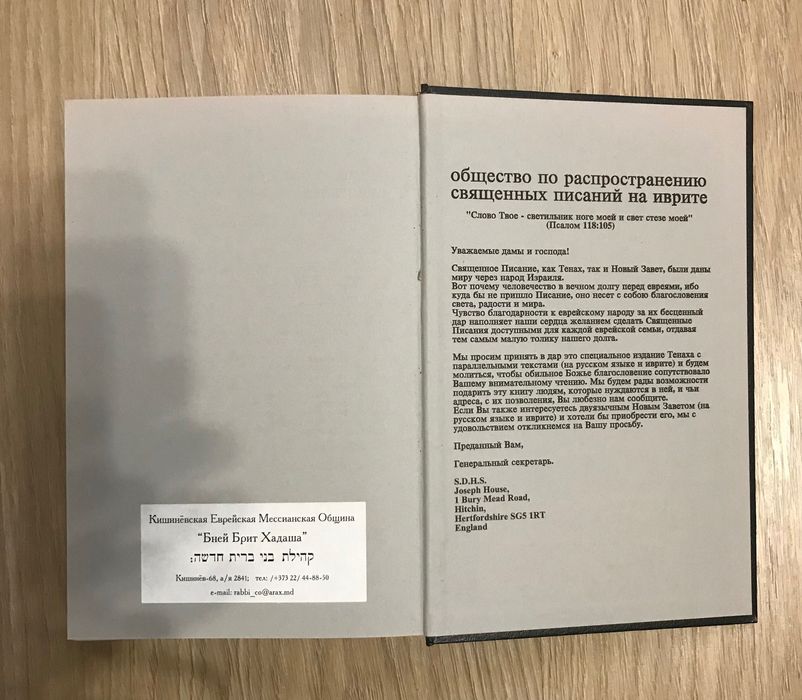 Кишинёвская Еврейская Мессианская Община
"Бней Брит Хадаша"
קהילת בני ברית חדשה:
Кишинёв-68, а/я 2841; тел: /+373 22/ 44-88-50
e-mail: rabbi_co@arax.md
общество по распространению
священных писаний на иврите
"Слово Твое - светильник ноге моей и свет стезе моей"
(Псалом 118:105)
Уважаемые дамы и господа!
Священное Писание, как Тенах, так и Новый Завет, были даны
миру через народ Израиля.
Вот почему человечество в вечном долгу перед евреями, ибо
куда бы не пришло Писание, оно несет с собою благословения
света, радости и мира.
Чувство благодарности к еврейскому народу за их бесценный
дар наполняет наши сердца желанием сделать Священные
Писания доступными для каждой еврейской семьи, отдавая
тем самым малую толику нашего долга.
Мы просим принять в дар это специальное издание Тенаха с
параллельными текстами (на русском языке и иврите) и будем
молиться, чтобы обильное Божье благословение сопутствовало
Вашему внимательному чтению. Мы будем рады возможности
подарить эту книгу людям, которые нуждаются в ней, и чьи
адреса, с их позволения, Вы любезно нам сообщите.
Если Вы также интересуетесь двуязычным Новым Заветом (на
русском языке и иврите) и хотели бы приобрести его, мы с
удовольствием откликнемся на Вашу просьбу.
Преданный Вам,
Генеральный секретарь.
S.D.H.S.
Joseph House,
1 Bury Mead Road,
Hitchin,
Hertfordshire SG5 1RT
England